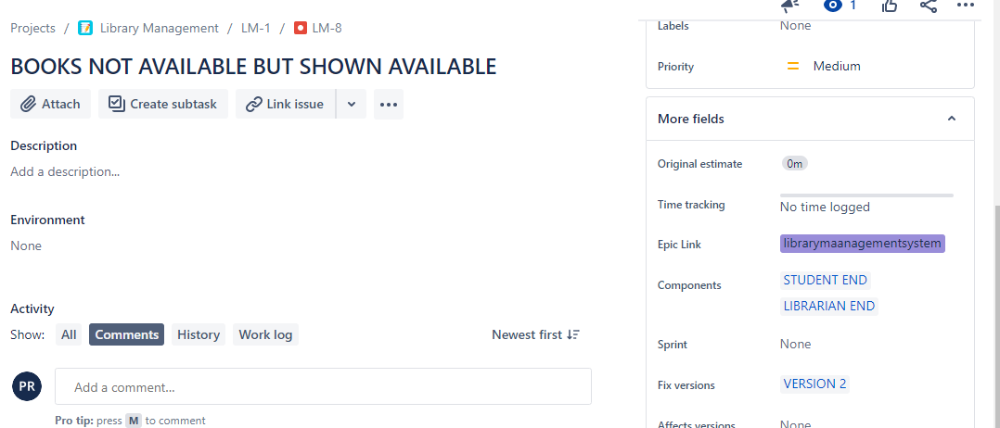 1
Projects / Library Management / LM-1 / LM-8
BOOKS NOT AVAILABLE BUT SHOWN AVAILABLE
Attach Create subtask Link issue
Description
Add a description...
Environment
None
Activity
Show: All Comments History Work log Newest first
PR Add a comment...
Pro tip: press M to comment
Labels None
Priority Medium
More fields
Original estimate 0m
Time tracking No time logged
Epic Link librarymaanagementsystem
Components STUDENT END
LIBRARIAN END
Sprint None
Fix versions VERSION 2
Affects versions None